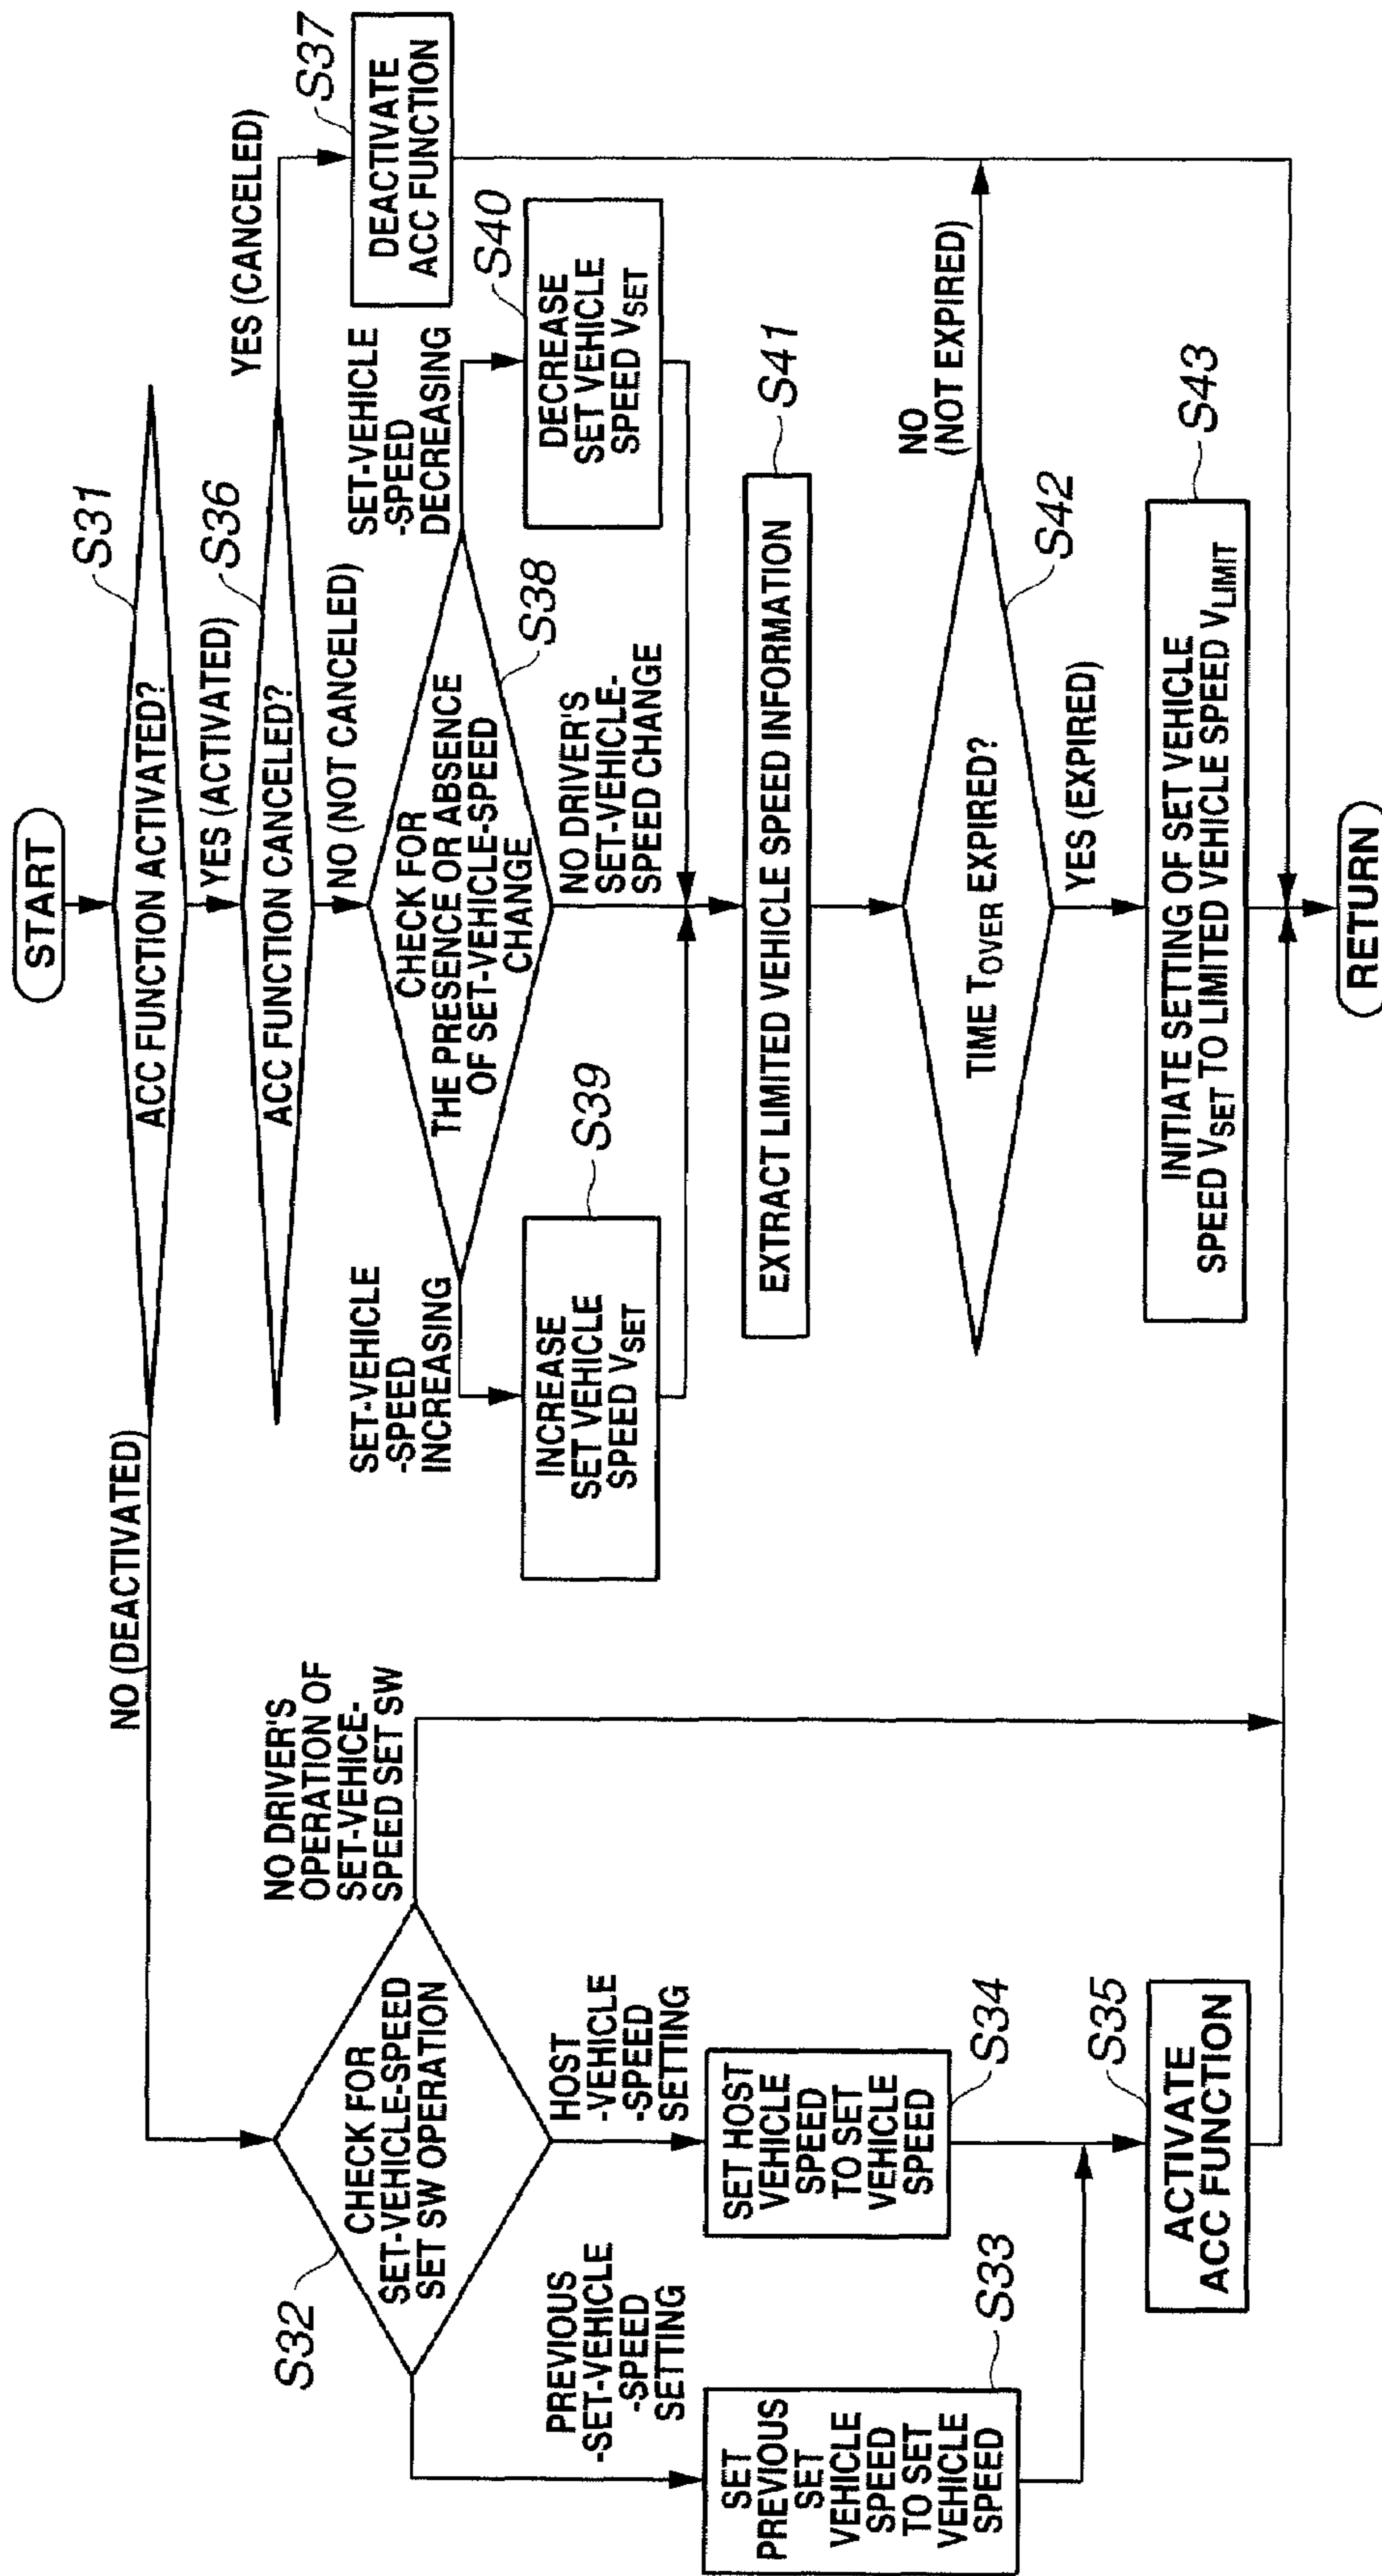 START
ACC FUNCTION ACTIVATED?
S31
NO (DEACTIVATED)
YES (ACTIVATED)
CHECK FOR
SET-VEHICLE-SPEED
SET SW OPERATION
S32
NO DRIVER'S
OPERATION OF
SET-VEHICE-
SPEED SET SW
PREVIOUS
-SET-VEHICLE
-SPEED
SETTING
HOST
-VEHICLE
-SPEED
SETTING
SET
PREVIOUS
SET
VEHICLE
SPEED
TO SET
VEHICLE
SPEED
S33
SET HOST
VEHICLE
SPEED
TO SET
VEHICLE
SPEED
S34
ACTIVATE
ACC FUNCTION
S35
ACC FUNCTION CANCELED?
S36
YES (CANCELED)
NO (NOT CANCELED)
DEACTIVATE
ACC FUNCTION
S37
CHECK FOR
THE PRESENCE OR ABSENCE
OF SET-VEHICLE-SPEED
CHANGE
S38
SET-VEHICLE
-SPEED
INCREASING
SET-VEHICLE
-SPEED
DECREASING
NO DRIVER'S
SET-VEHICLE-
SPEED CHANGE
INCREASE
SET VEHICLE
SPEED VSET
S39
DECREASE
SET VEHICLE
SPEED VSET
S40
EXTRACT LIMITED VEHICLE SPEED INFORMATION
S41
TIME TOVER EXPIRED?
S42
NO
(NOT EXPIRED)
YES (EXPIRED)
INITIATE SETTING OF SET VEHICLE
SPEED VSET TO LIMITED VEHICLE SPEED VLIMIT
S43
RETURN